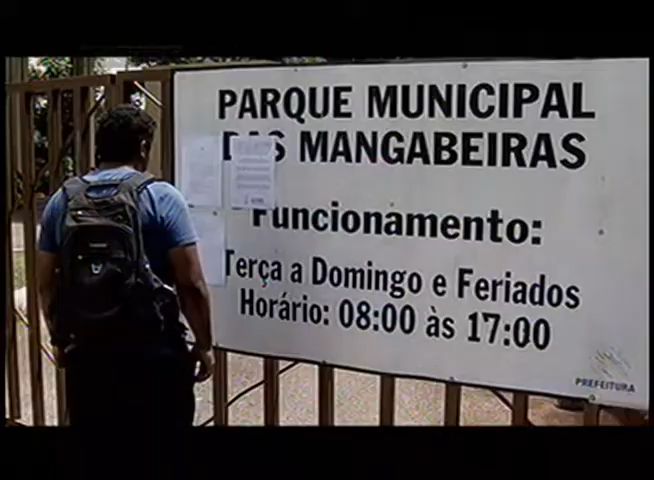 PARQUE MUNICIPAL
DAS MANGABEIRAS
Funcionamento:
Terça a Domingo e Feriados
Horário: 08:00 às 17:00
PREFEITURA